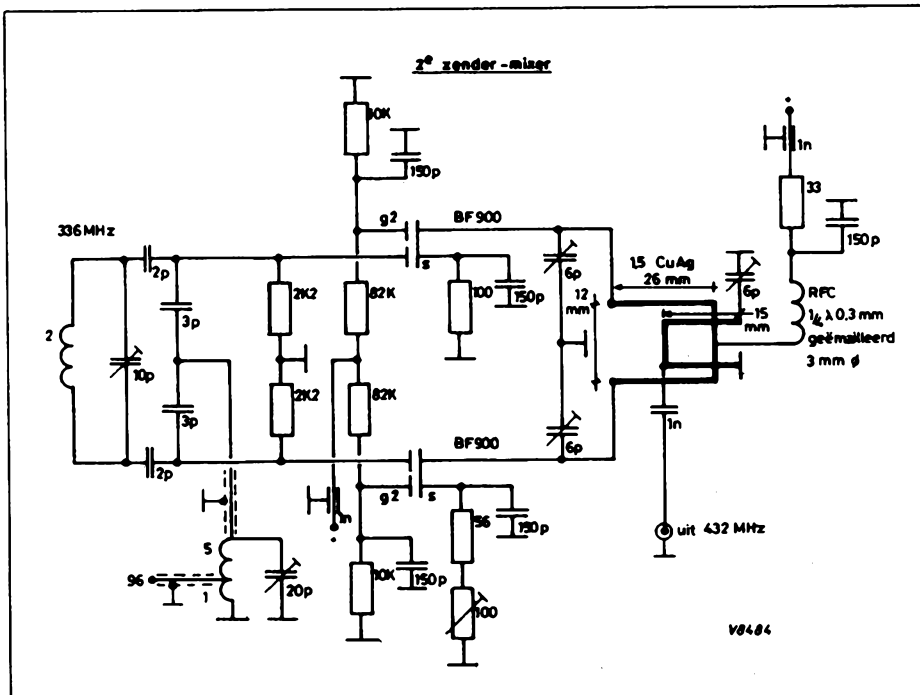 2e zender-mixer
10K
150p
1n
33
150p
g2
BF900
336 MHz
2p
s
6p
1,5 CuAg
26 mm
6p
2
3p
2K2
82K
100
150p
12
mm
15
mm
RFC
1/4 λ 0,3 mm
geëmailleerd
3 mm ø
10p
3p
2K2
82K
BF900
6p
1n
2p
g2
s
1n
56
150p
uit 432 MHz
5
96
1
20p
10K
150p
100
V8484